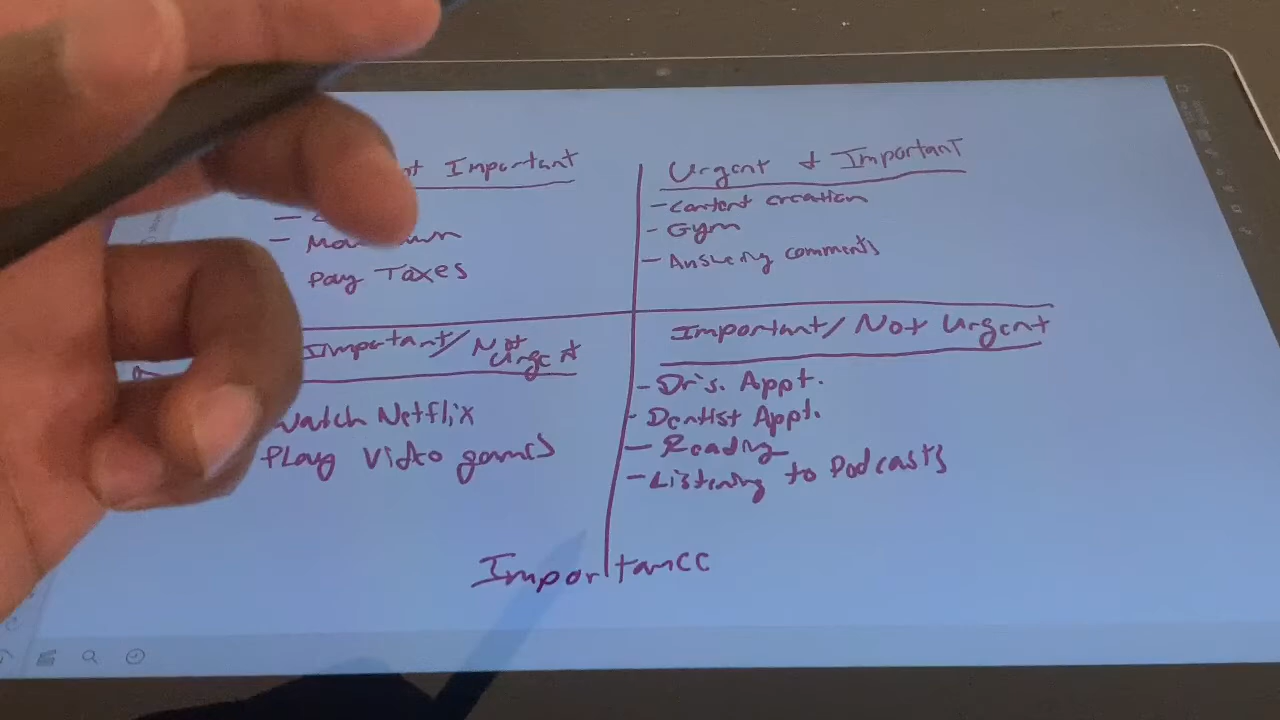 Important
Pay Taxes
Important/Not
Urgent
Watch Netflix
Play Video games
Urgent & Important
- Content creation
- Gym
- Answering comments
Important/Not Urgent
- Dr's. Appt.
- Dentist Appt.
- Reading
- Listening to Podcasts
Importance